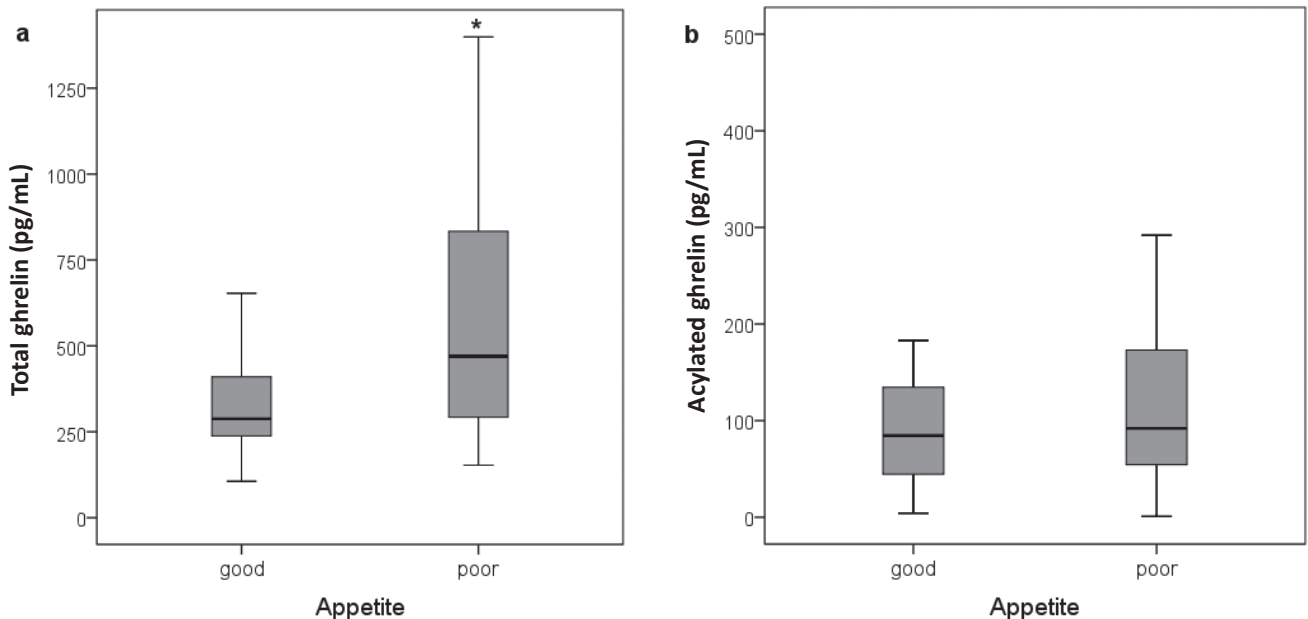 a
*
Total ghrelin (pg/mL)
1250
1000
750
500
250
0
good
poor
Appetite
b
Acylated ghrelin (pg/mL)
500
400
300
200
100
0
good
poor
Appetite